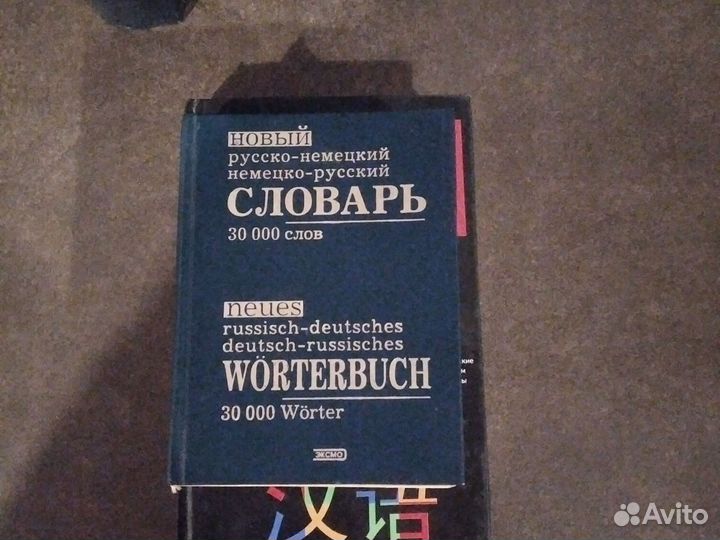 новый
русско-немецкий
немецко-русский
СЛОВАРЬ
30 000 слов
neues
russisch-deutsches
deutsch-russisches
WÖRTERBUCH
30 000 Wörter
ЭКСМО
汉语
Avito